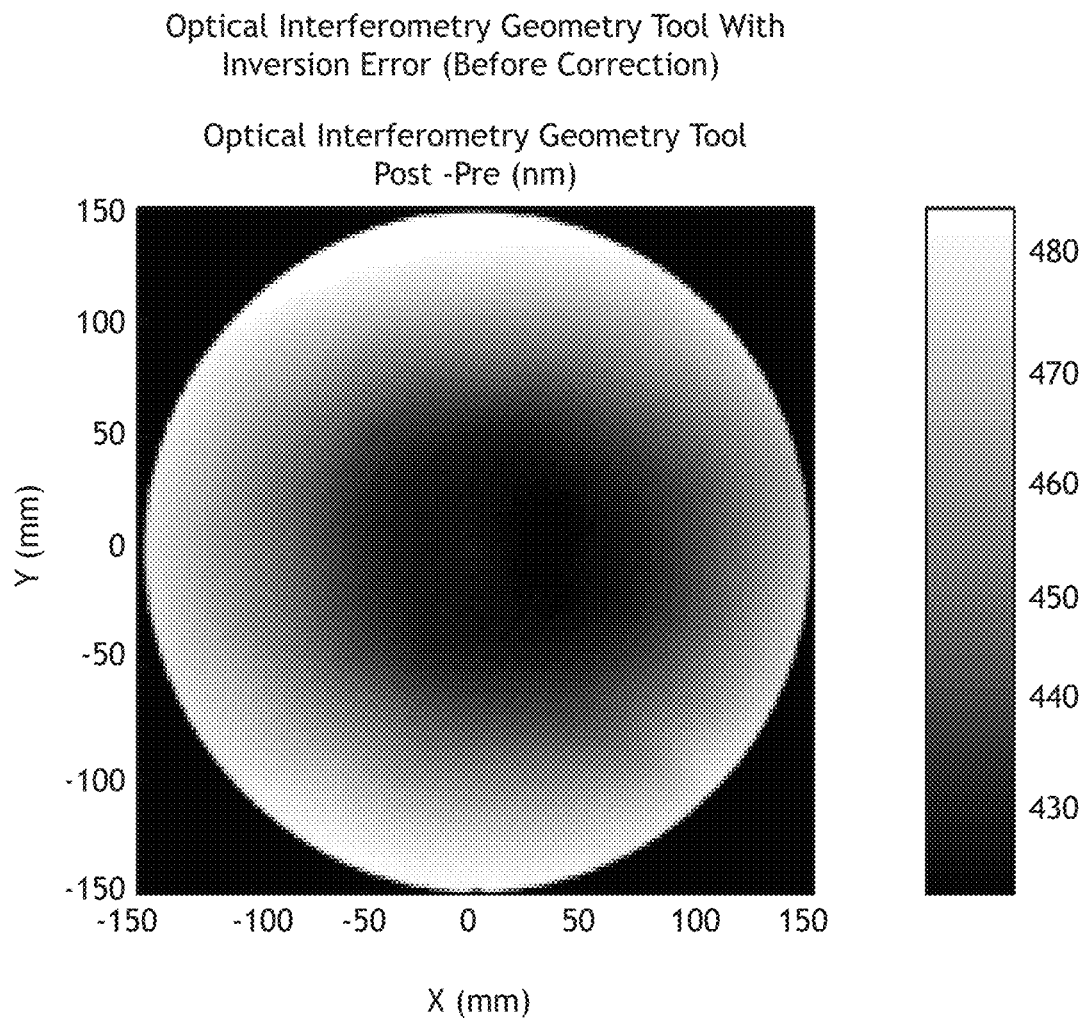 Optical Interferometry Geometry Tool With
Inversion Error (Before Correction)
Optical Interferometry Geometry Tool
Post -Pre (nm)
150
100
50
0
-50
-100
-150
Y (mm)
-150 -100 -50 0 50 100 150
X (mm)
480
470
460
450
440
430